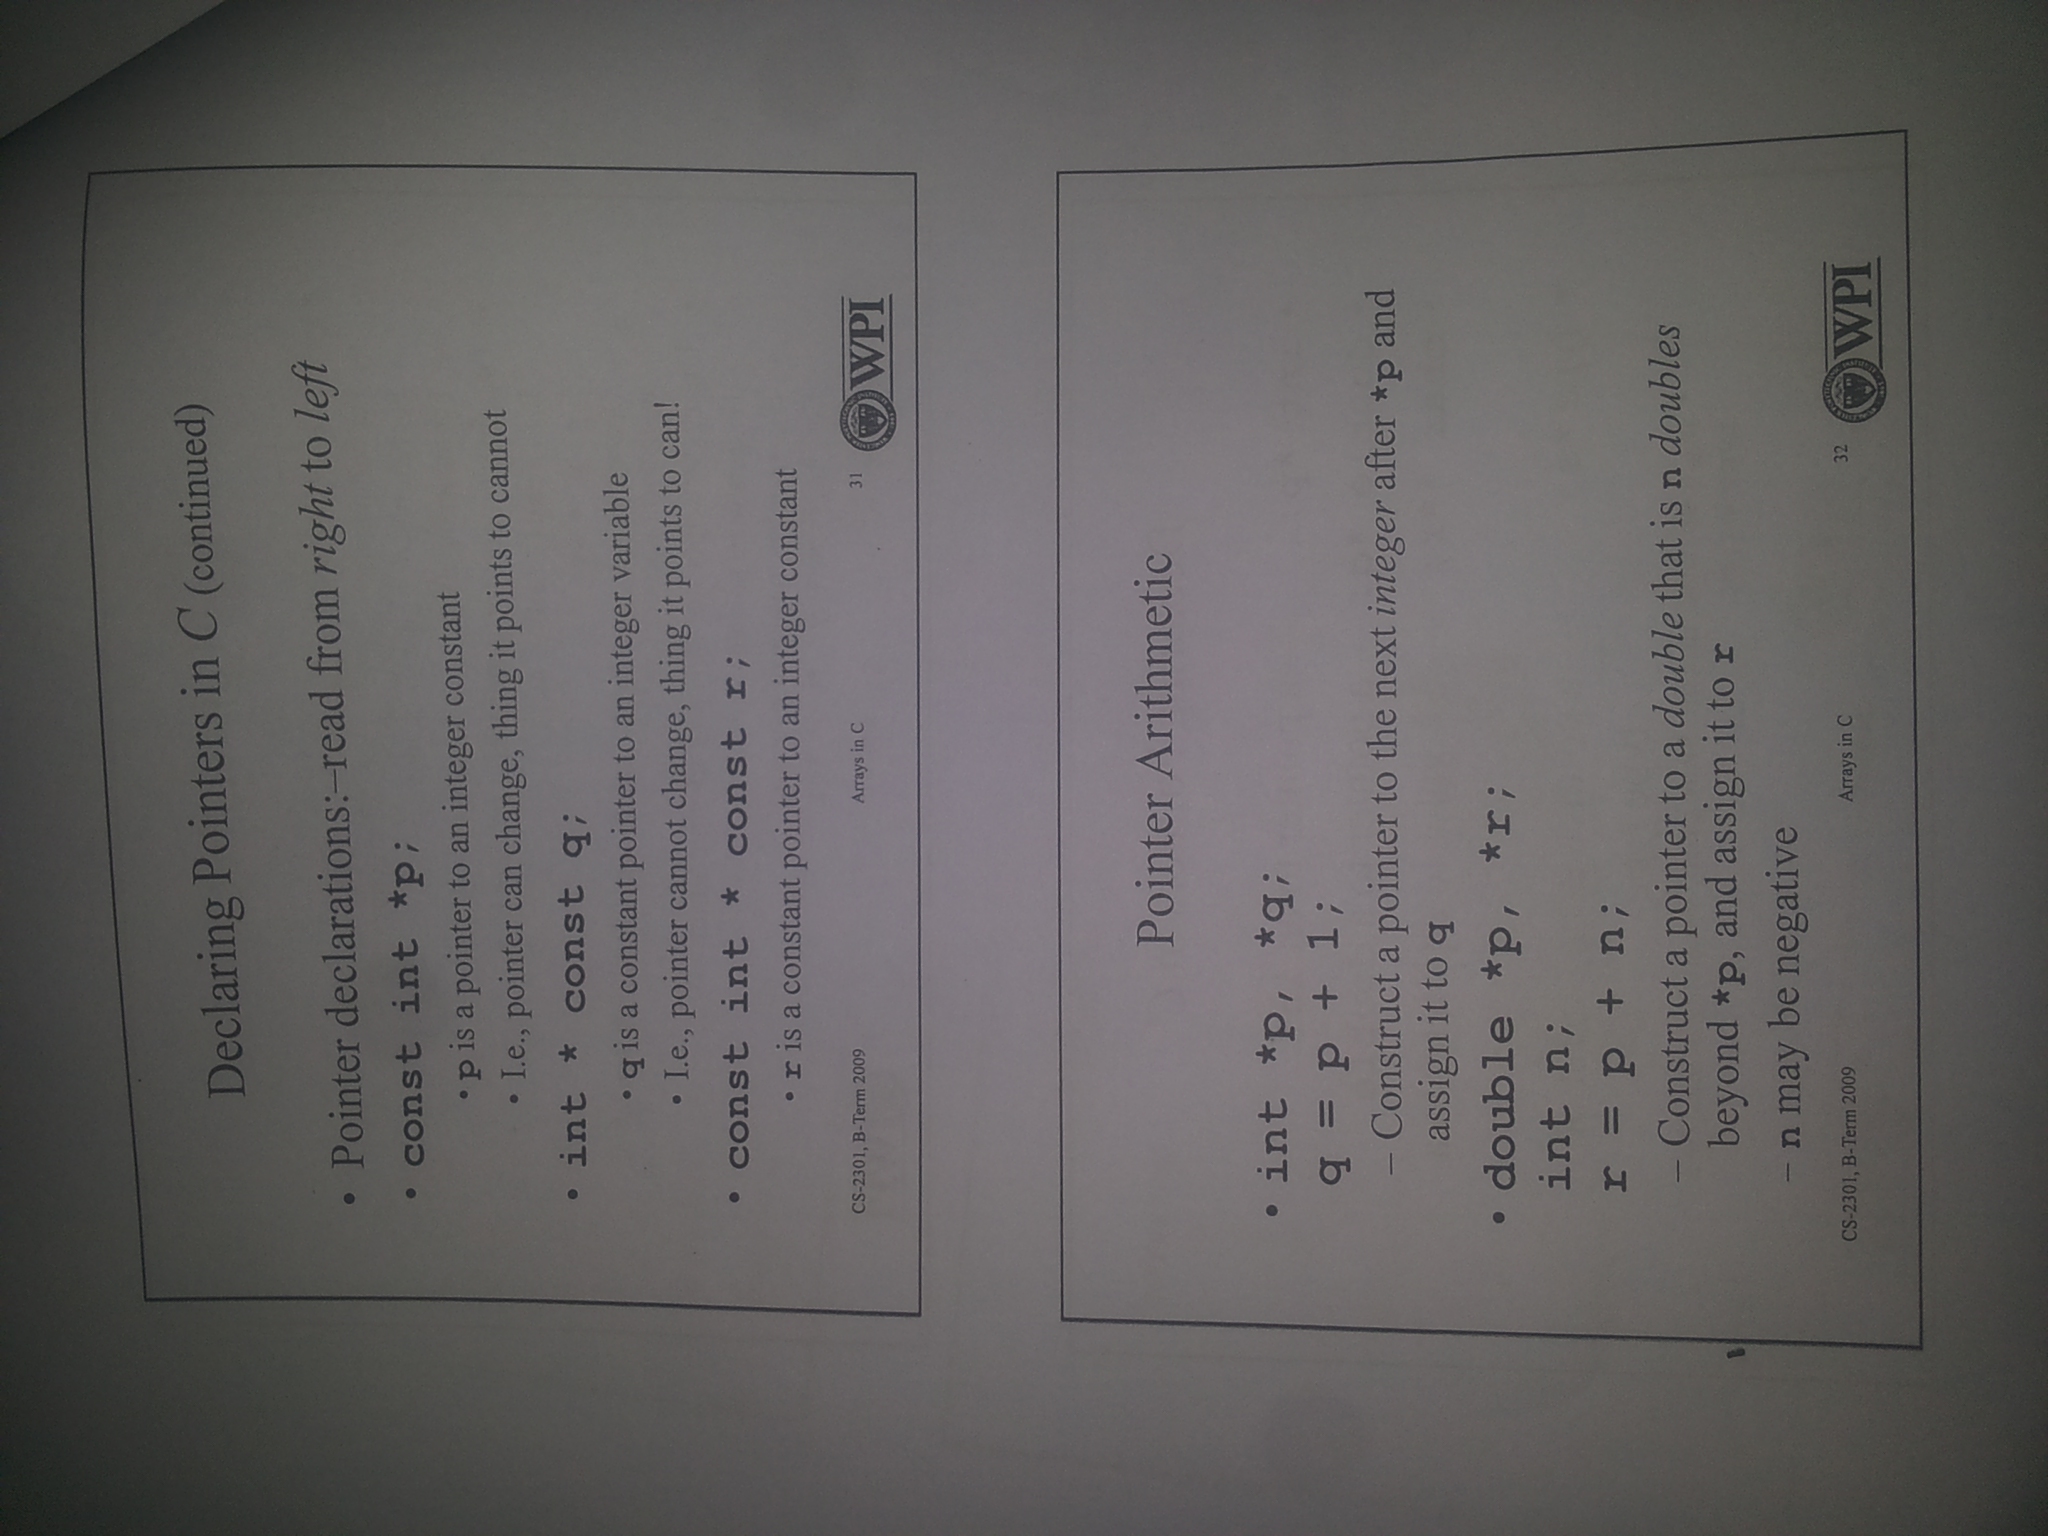 Declaring Pointers in C (continued)
• Pointer declarations:–read from right to left
• const int *p;
• p is a pointer to an integer constant
• I.e., pointer can change, thing it points to cannot
• int * const q;
• q is a constant pointer to an integer variable
• I.e., pointer cannot change, thing it points to can!
• const int * const r;
• r is a constant pointer to an integer constant
CS-2301, B-Term 2009 Arrays in C 31 WPI
Pointer Arithmetic
• int *p, *q;
q = p + 1;
– Construct a pointer to the next integer after *p and
assign it to q
• double *p, *r;
int n;
r = p + n;
– Construct a pointer to a double that is n doubles
beyond *p, and assign it to r
– n may be negative
CS-2301, B-Term 2009 Arrays in C 32 WPI